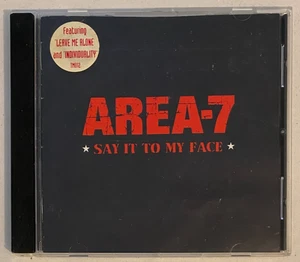 Featuring
'LEAVE ME ALONE'
and 'INDIVIDUALITY'
AREA-7
★ SAY IT TO MY FACE ★